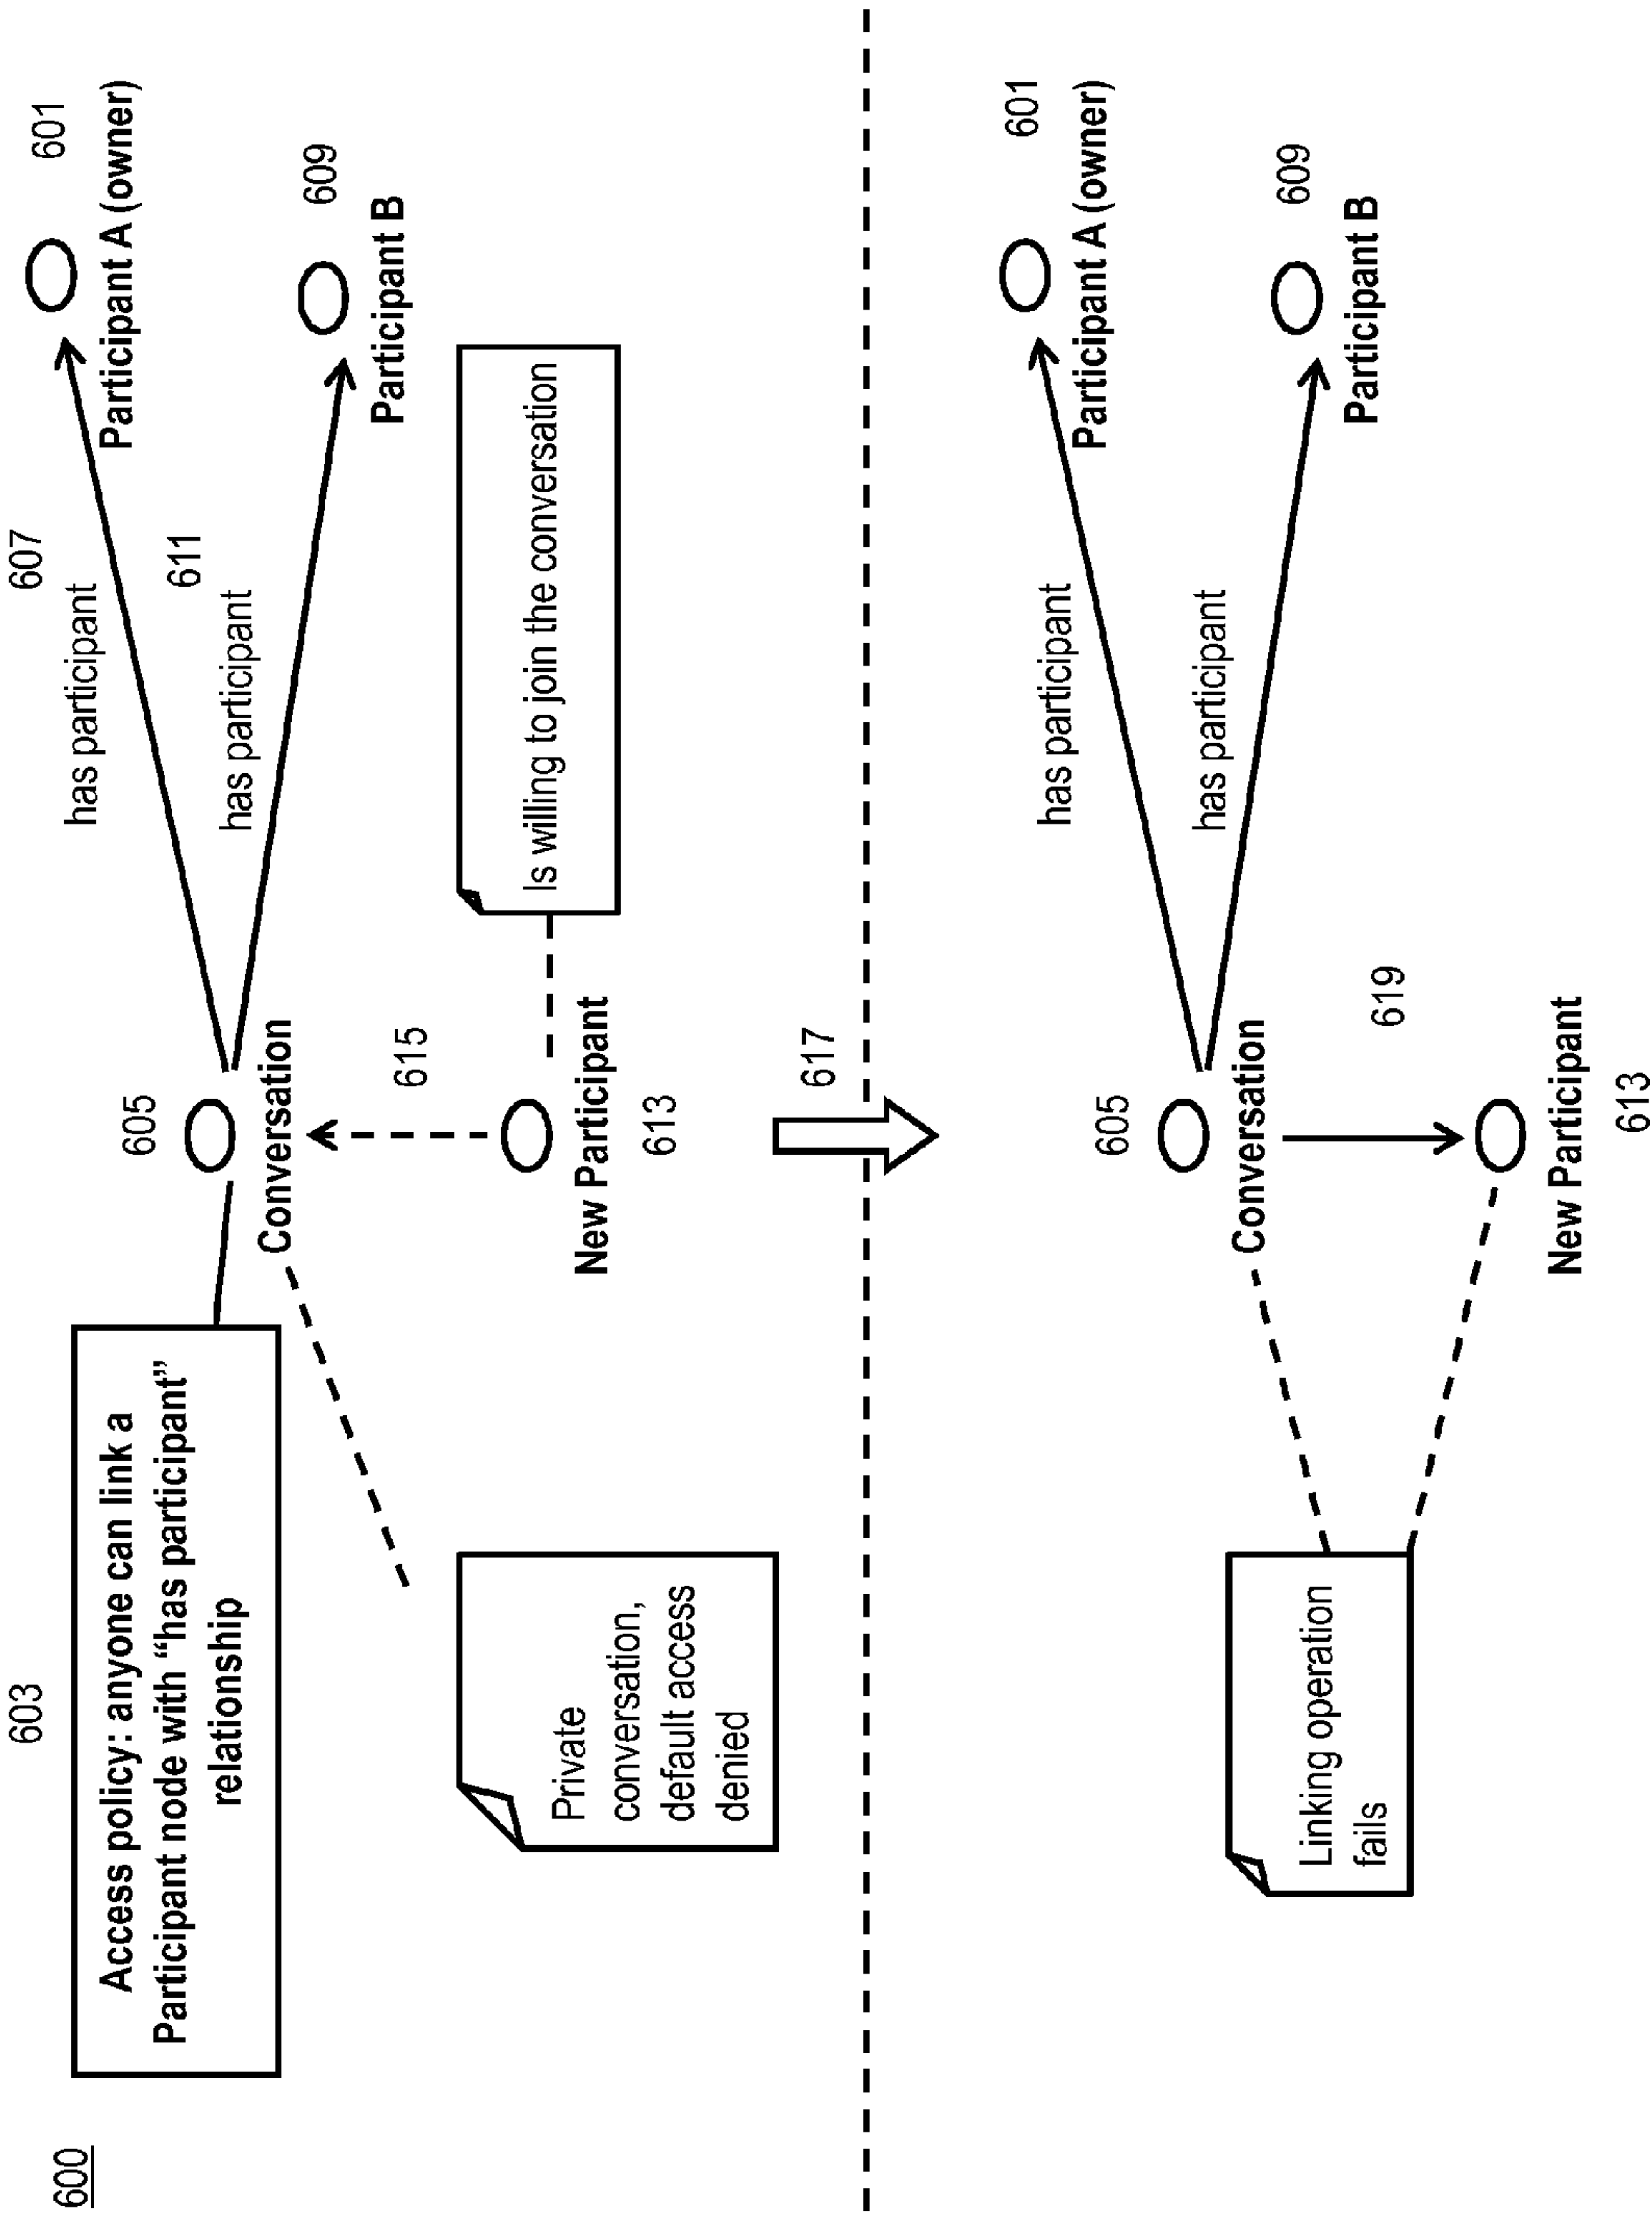 600
603
Access policy: anyone can link a
Participant node with “has participant”
relationship
605
Conversation
607
has participant
611
has participant
601
Participant A (owner)
609
Participant B
Private
conversation,
default access
denied
615
New Participant
613
Is willing to join the conversation
617
605
Conversation
has participant
has participant
601
Participant A (owner)
609
Participant B
Linking operation
fails
619
New Participant
613